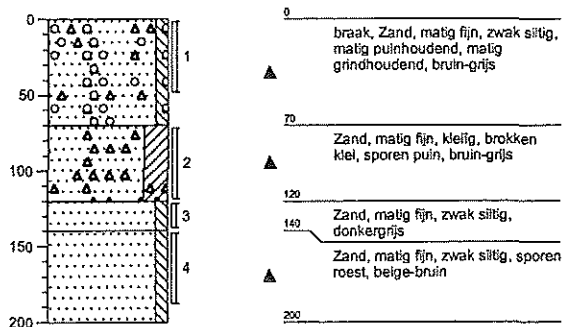 0
50
100
150
200
1
2
3
4
0
braak, Zand, matig fijn, zwak siltig,
matig puinhoudend, matig
grindhoudend, bruin-grijs
70
Zand, matig fijn, kleiïg, brokken
klei, sporen puin, bruin-grijs
120
Zand, matig fijn, zwak siltig,
donkergrijs
140
Zand, matig fijn, zwak siltig, sporen
roest, beige-bruin
200